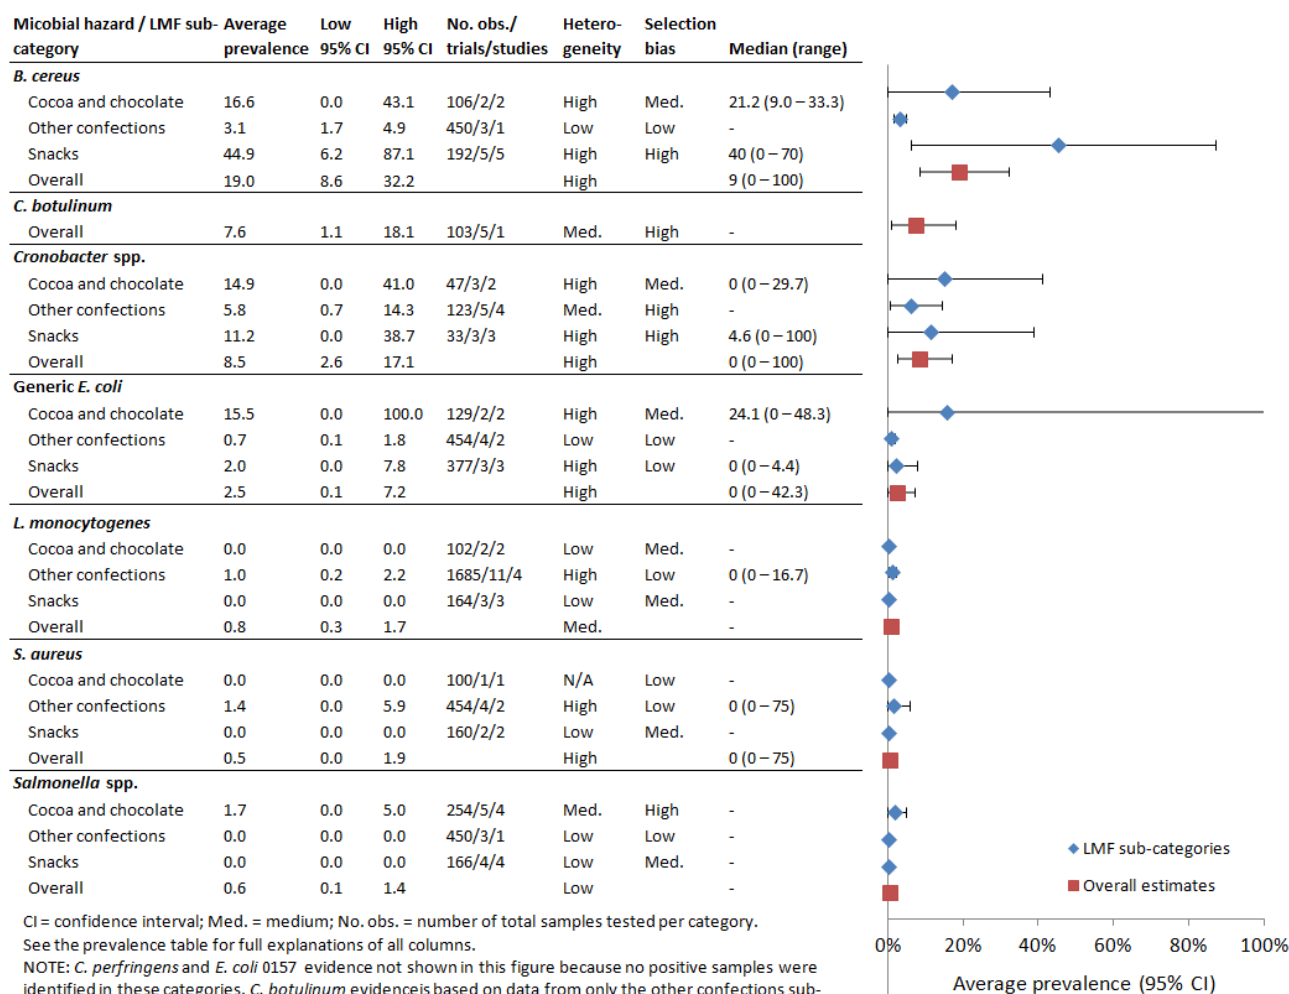 Micobial hazard / LMF sub-category Average prevalence Low 95% CI High 95% CI No. obs./ trials/studies Hetero-geneity Selection bias Median (range)
B. cereus
Cocoa and chocolate 16.6 0.0 43.1 106/2/2 High Med. 21.2 (9.0 – 33.3)
Other confections 3.1 1.7 4.9 450/3/1 Low Low -
Snacks 44.9 6.2 87.1 192/5/5 High High 40 (0 – 70)
Overall 19.0 8.6 32.2 High 9 (0 – 100)
C. botulinum
Overall 7.6 1.1 18.1 103/5/1 Med. High -
Cronobacter spp.
Cocoa and chocolate 14.9 0.0 41.0 47/3/2 High Med. 0 (0 – 29.7)
Other confections 5.8 0.7 14.3 123/5/4 Med. High -
Snacks 11.2 0.0 38.7 33/3/3 High High 4.6 (0 – 100)
Overall 8.5 2.6 17.1 High 0 (0 – 100)
Generic E. coli
Cocoa and chocolate 15.5 0.0 100.0 129/2/2 High Med. 24.1 (0 – 48.3)
Other confections 0.7 0.1 1.8 454/4/2 Low Low -
Snacks 2.0 0.0 7.8 377/3/3 High Low 0 (0 – 4.4)
Overall 2.5 0.1 7.2 High 0 (0 – 42.3)
L. monocytogenes
Cocoa and chocolate 0.0 0.0 0.0 102/2/2 Low Med. -
Other confections 1.0 0.2 2.2 1685/11/4 High Low 0 (0 – 16.7)
Snacks 0.0 0.0 0.0 164/3/3 Low Med. -
Overall 0.8 0.3 1.7 Med. -
S. aureus
Cocoa and chocolate 0.0 0.0 0.0 100/1/1 N/A Low -
Other confections 1.4 0.0 5.9 454/4/2 High Low 0 (0 – 75)
Snacks 0.0 0.0 0.0 160/2/2 Low Med. -
Overall 0.5 0.0 1.9 High 0 (0 – 75)
Salmonella spp.
Cocoa and chocolate 1.7 0.0 5.0 254/5/4 Med. High -
Other confections 0.0 0.0 0.0 450/3/1 Low Low -
Snacks 0.0 0.0 0.0 166/4/4 Low Med. -
Overall 0.6 0.1 1.4 Low -
LMF sub-categories
Overall estimates
0% 20% 40% 60% 80% 100%
Average prevalence (95% CI)
CI = confidence interval; Med. = medium; No. obs. = number of total samples tested per category.
See the prevalence table for full explanations of all columns.
NOTE: C. perfringens and E. coli 0157 evidence not shown in this figure because no positive samples were
identified in these categories. C. botulinum evidence is based on data from only the other confections sub-